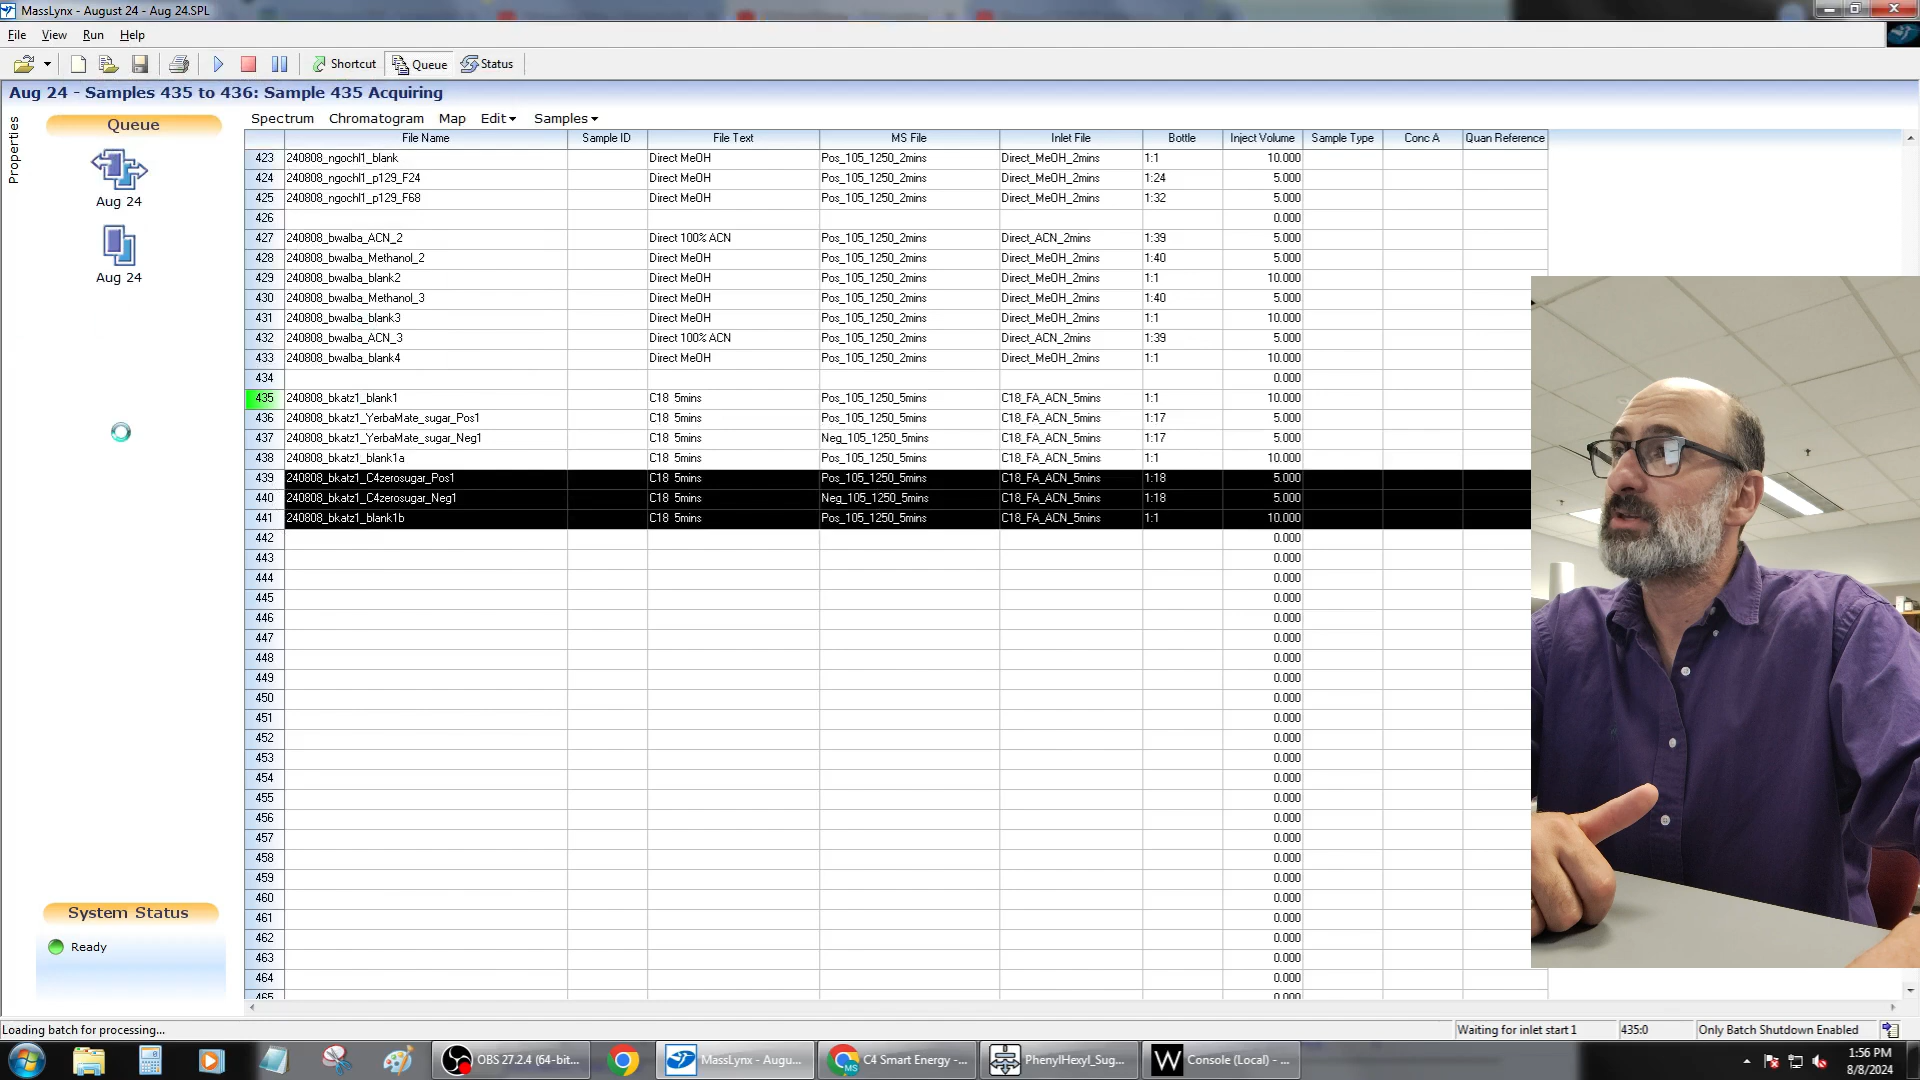 MassLynx - August 24 - Aug 24.SPL
File View Run Help
Shortcut Queue Status
Aug 24 - Samples 435 to 436: Sample 435 Acquiring
Properties
Queue
Aug 24
Aug 24
Spectrum Chromatogram Map Edit Samples
File Name Sample ID File Text MS File Inlet File Bottle Inject Volume Sample Type Conc A Quan Reference
423 240808_ngochl1_blank Direct MeOH Pos_105_1250_2mins Direct_MeOH_2mins 1:1 10.000
424 240808_ngochl1_p129_F24 Direct MeOH Pos_105_1250_2mins Direct_MeOH_2mins 1:24 5.000
425 240808_ngochl1_p129_F68 Direct MeOH Pos_105_1250_2mins Direct_MeOH_2mins 1:32 5.000
426 0.000
427 240808_bwalba_ACN_2 Direct 100% ACN Pos_105_1250_2mins Direct_ACN_2mins 1:39 5.000
428 240808_bwalba_Methanol_2 Direct MeOH Pos_105_1250_2mins Direct_MeOH_2mins 1:40 5.000
429 240808_bwalba_blank2 Direct MeOH Pos_105_1250_2mins Direct_MeOH_2mins 1:1 10.000
430 240808_bwalba_Methanol_3 Direct MeOH Pos_105_1250_2mins Direct_MeOH_2mins 1:40 5.000
431 240808_bwalba_blank3 Direct MeOH Pos_105_1250_2mins Direct_MeOH_2mins 1:1 10.000
432 240808_bwalba_ACN_3 Direct 100% ACN Pos_105_1250_2mins Direct_ACN_2mins 1:39 5.000
433 240808_bwalba_blank4 Direct MeOH Pos_105_1250_2mins Direct_MeOH_2mins 1:1 10.000
434 0.000
435 240808_bkatz1_blank1 C18 5mins Pos_105_1250_5mins C18_FA_ACN_5mins 1:1 10.000
436 240808_bkatz1_YerbaMate_sugar_Pos1 C18 5mins Pos_105_1250_5mins C18_FA_ACN_5mins 1:17 5.000
437 240808_bkatz1_YerbaMate_sugar_Neg1 C18 5mins Neg_105_1250_5mins C18_FA_ACN_5mins 1:17 5.000
438 240808_bkatz1_blank1a C18 5mins Pos_105_1250_5mins C18_FA_ACN_5mins 1:1 10.000
439 240808_bkatz1_C4zerosugar_Pos1 C18 5mins Pos_105_1250_5mins C18_FA_ACN_5mins 1:18 5.000
440 240808_bkatz1_C4zerosugar_Neg1 C18 5mins Neg_105_1250_5mins C18_FA_ACN_5mins 1:18 5.000
441 240808_bkatz1_blank1b C18 5mins Pos_105_1250_5mins C18_FA_ACN_5mins 1:1 10.000
442 0.000
443 0.000
444 0.000
445 0.000
446 0.000
447 0.000
448 0.000
449 0.000
450 0.000
451 0.000
452 0.000
453 0.000
454 0.000
455 0.000
456 0.000
457 0.000
458 0.000
459 0.000
460 0.000
461 0.000
462 0.000
463 0.000
464 0.000
465 0.000
System Status
Ready
Loading batch for processing... Waiting for inlet start 1 435:0 Only Batch Shutdown Enabled
OBS 27.2.4 (64-bit... MassLynx - Augu... C4 Smart Energy -... PhenylHexyl_Sug... Console (Local) - ...
1:56 PM
8/8/2024